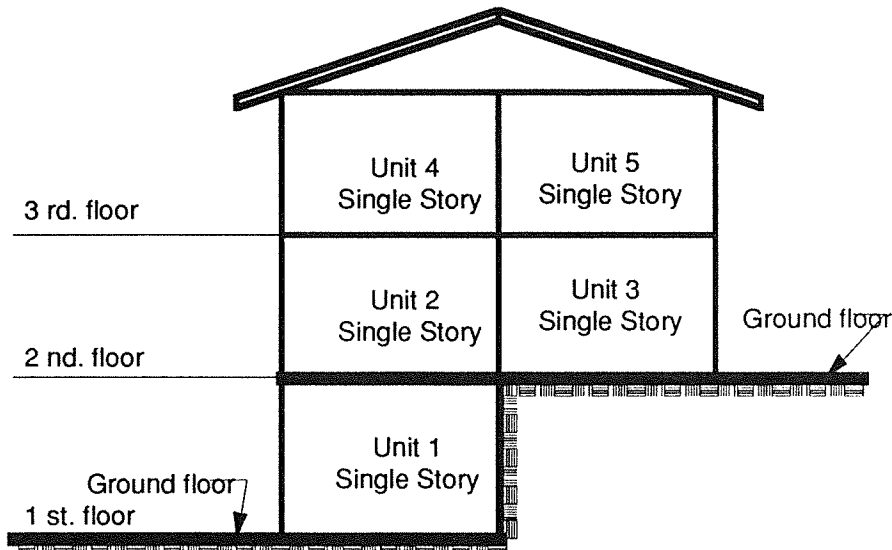 Unit 4
Single Story
Unit 5
Single Story
3 rd. floor
Unit 2
Single Story
Unit 3
Single Story
Ground floor
2 nd. floor
Unit 1
Single Story
Ground floor
1 st. floor